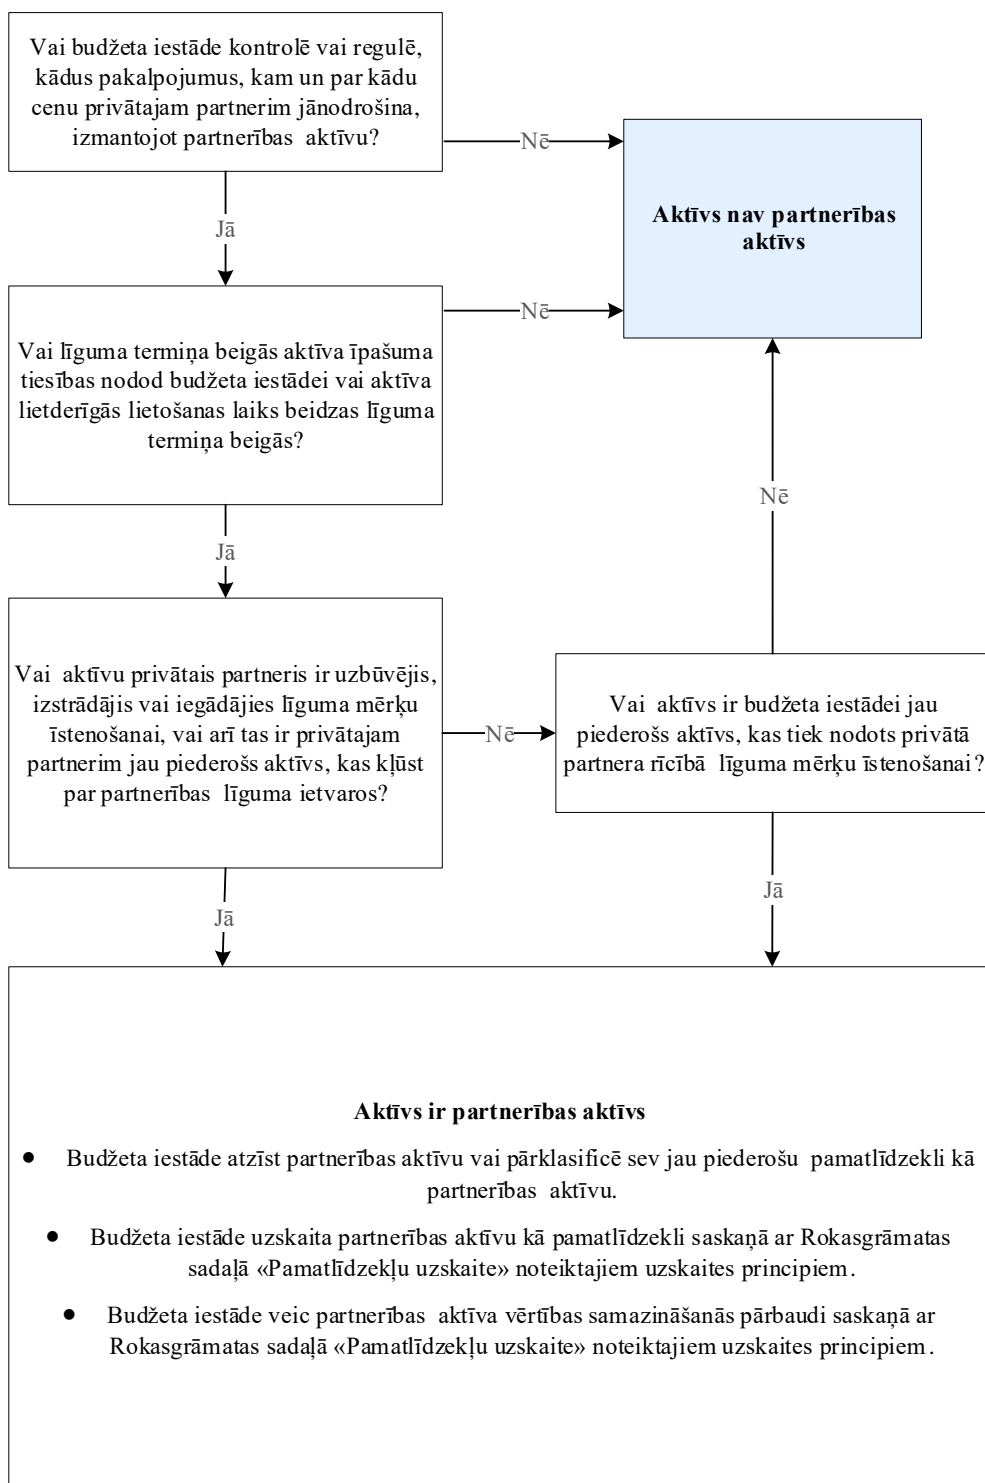 Vai budžeta iestāde kontrolē vai regulē,
kādus pakalpojumus, kam un par kādu
cenu privātajam partnerim jānodrošina,
izmantojot partnerības aktīvu?
Nē
Aktīvs nav partnerības
aktīvs
Jā
Vai līguma termiņa beigās aktīva īpašuma
tiesības nodod budžeta iestādei vai aktīva
lietderīgās lietošanas laiks beidzas līguma
termiņa beigās?
Nē
Nē
Jā
Vai aktīvu privātais partneris ir uzbūvējis,
izstrādājis vai iegādājies līguma mērķu
īstenošanai, vai arī tas ir privātajam
partnerim jau piederošs aktīvs, kas kļūst
par partnerības līguma ietvaros?
Nē
Vai aktīvs ir budžeta iestādei jau
piederošs aktīvs, kas tiek nodots privātā
partnera rīcībā līguma mērķu īstenošanai?
Jā
Jā
Aktīvs ir partnerības aktīvs
• Budžeta iestāde atzīst partnerības aktīvu vai pārklasificē sev jau piederošu pamatlīdzekli kā
partnerības aktīvu.
• Budžeta iestāde uzskaita partnerības aktīvu kā pamatlīdzekli saskaņā ar Rokasgrāmatas
sadaļā «Pamatlīdzekļu uzskaite» noteiktajiem uzskaites principiem.
• Budžeta iestāde veic partnerības aktīva vērtības samazināšanās pārbaudi saskaņā ar
Rokasgrāmatas sadaļā «Pamatlīdzekļu uzskaite» noteiktajiem uzskaites principiem.